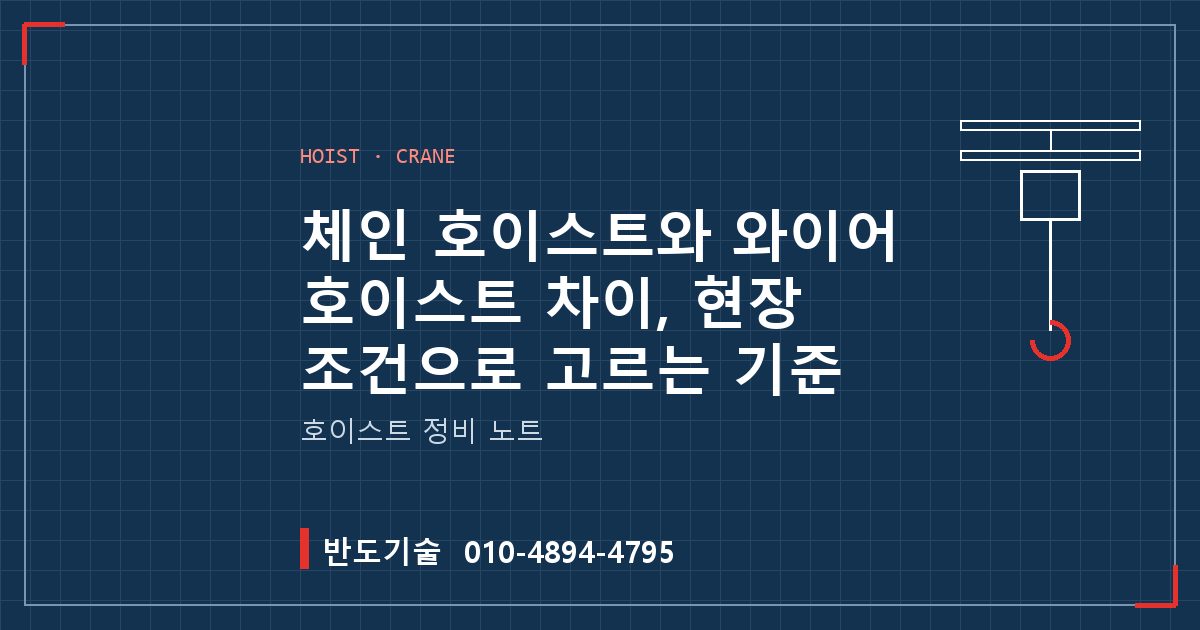 HOIST · CRANE
체인 호이스트와 와이어
호이스트 차이, 현장
조건으로 고르는 기준
호이스트 정비 노트
반도기술 010-4894-4795